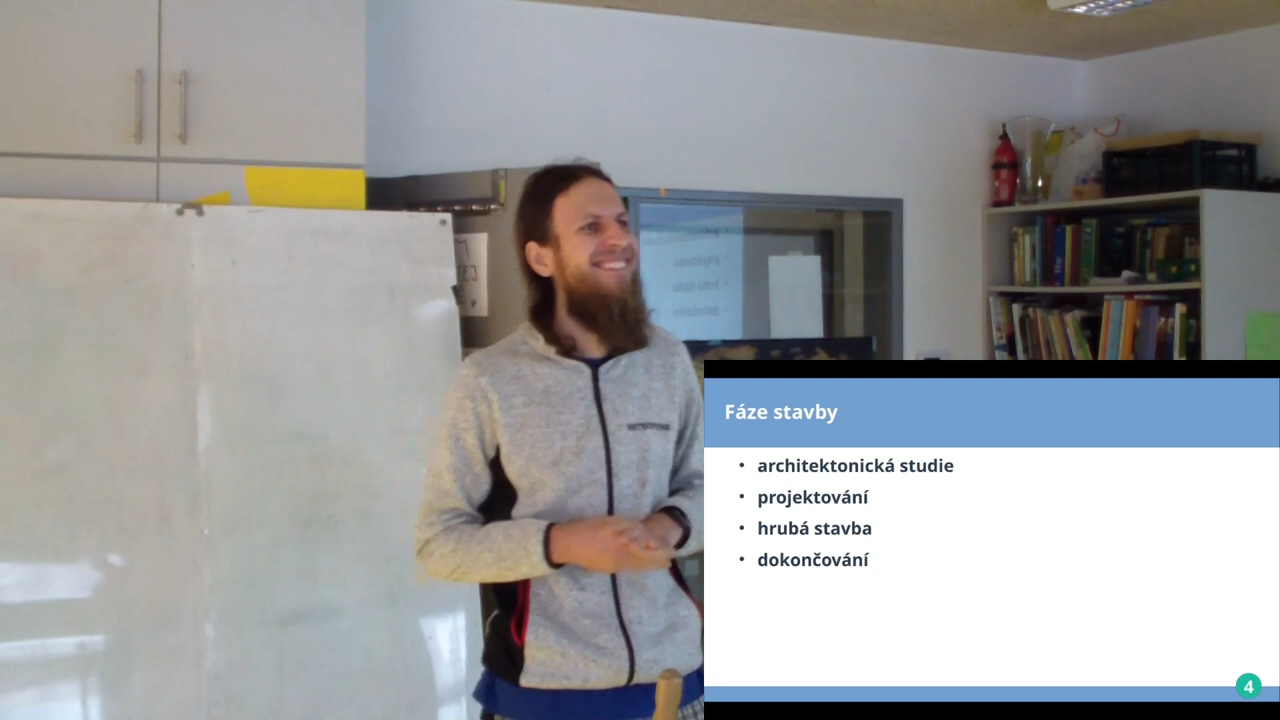 Fáze stavby
• architektonická studie
• projektování
• hrubá stavba
• dokončování
4